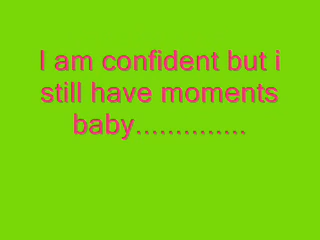 I am confident but i
still have moments
baby..............